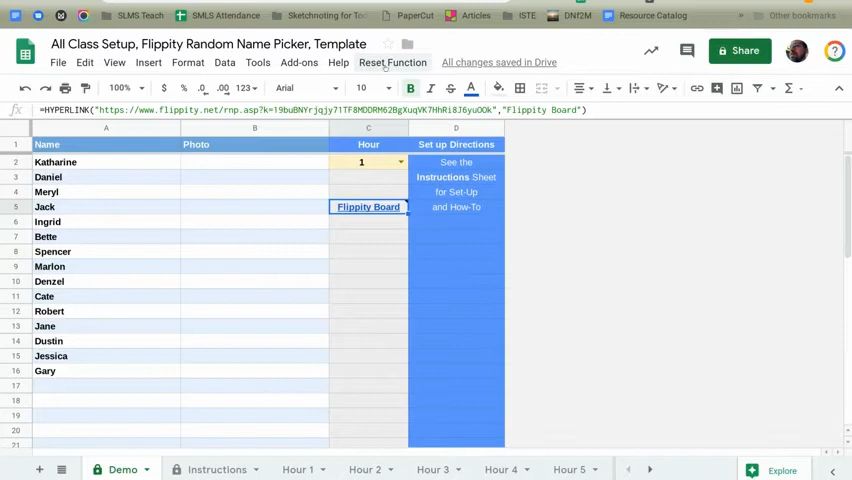 SLMS Teach SMLS Attendance Sketchnoting for PaperCut Articles ISTE DNf2M Resource Catalog » Other bookmarks
All Class Setup, Flippity Random Name Picker, Template
File Edit View Insert Format Data Tools Add-ons Help Reset Function All changes saved in Drive
Share
100% $ % .0 .00 123 Arial 10 B I S A
=HYPERLINK("https://www.flippity.net/rnp.asp?k=19buBNYrjqjy71TF8MDDRM62BgXuqVK7HhRi8J6yuOOk","Flippity Board")
A B C D
1 Name Photo Hour Set up Directions
2 Katharine 1 See the
3 Daniel Instructions Sheet
4 Meryl for Set-Up
5 Jack Flippity Board and How-To
6 Ingrid
7 Bette
8 Spencer
9 Marlon
10 Denzel
11 Cate
12 Robert
13 Jane
14 Dustin
15 Jessica
16 Gary
17
18
19
20
21
Demo Instructions Hour 1 Hour 2 Hour 3 Hour 4 Hour 5 Explore